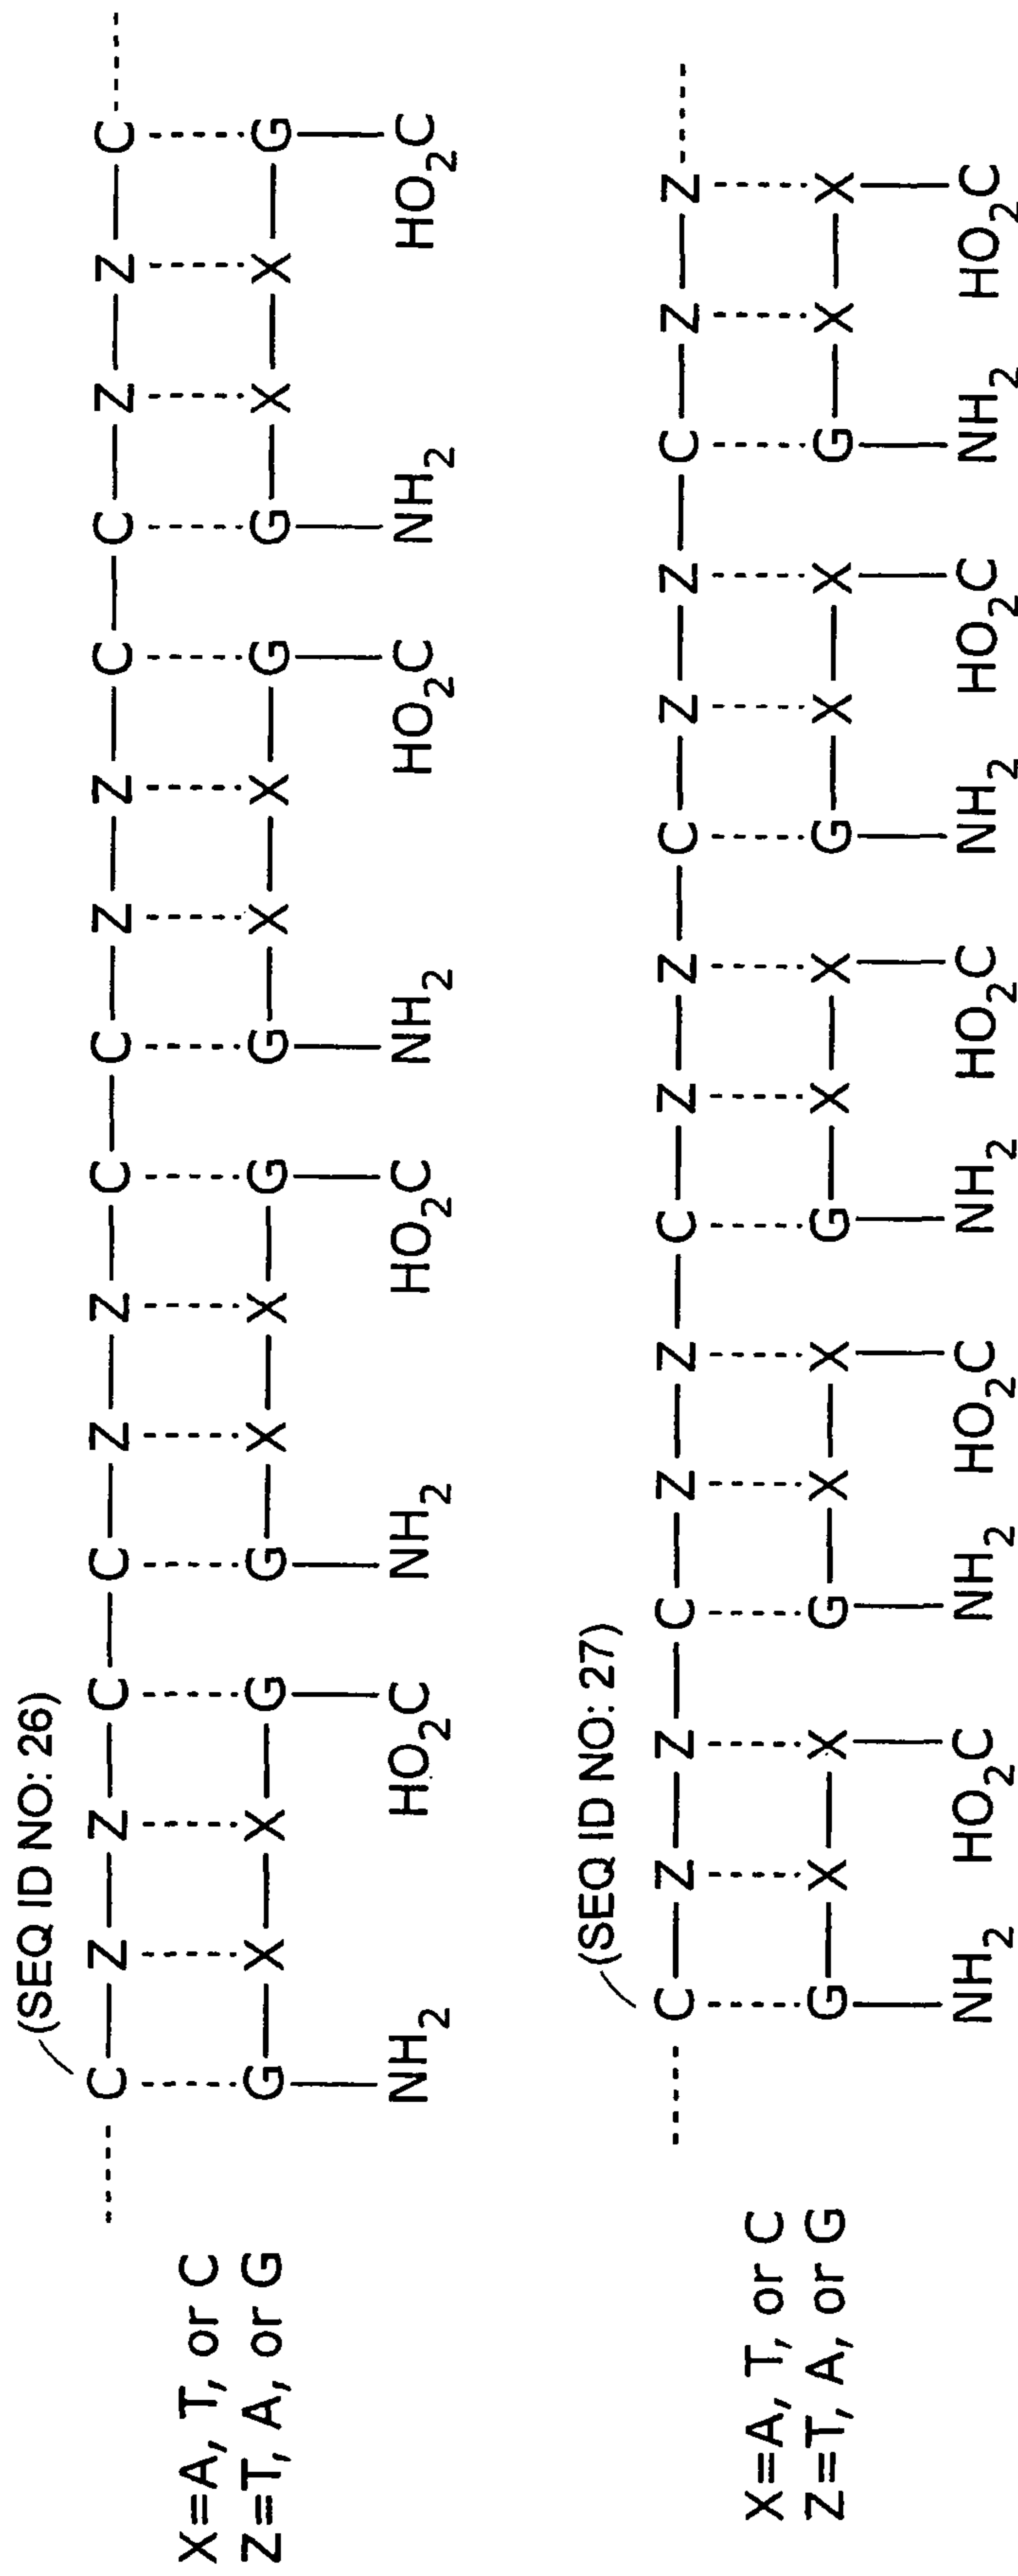 (SEQ ID NO: 26)
C—Z—Z—C—C—Z—Z—C—C—Z—Z—C—C—Z—Z—C
G—X—X—G G—X—X—G G—X—X—G G—X—X—G
NH2 HO2C NH2 HO2C NH2 HO2C NH2 HO2C
X=A, T, or C
Z=T, A, or G
(SEQ ID NO: 27)
C—Z—Z—C—Z—Z—C—Z—Z—C—Z—Z—C—Z—Z
G—X—X G—X—X G—X—X G—X—X G—X—X
NH2 HO2C NH2 HO2C NH2 HO2C NH2 HO2C NH2 HO2C
X=A, T, or C
Z=T, A, or G